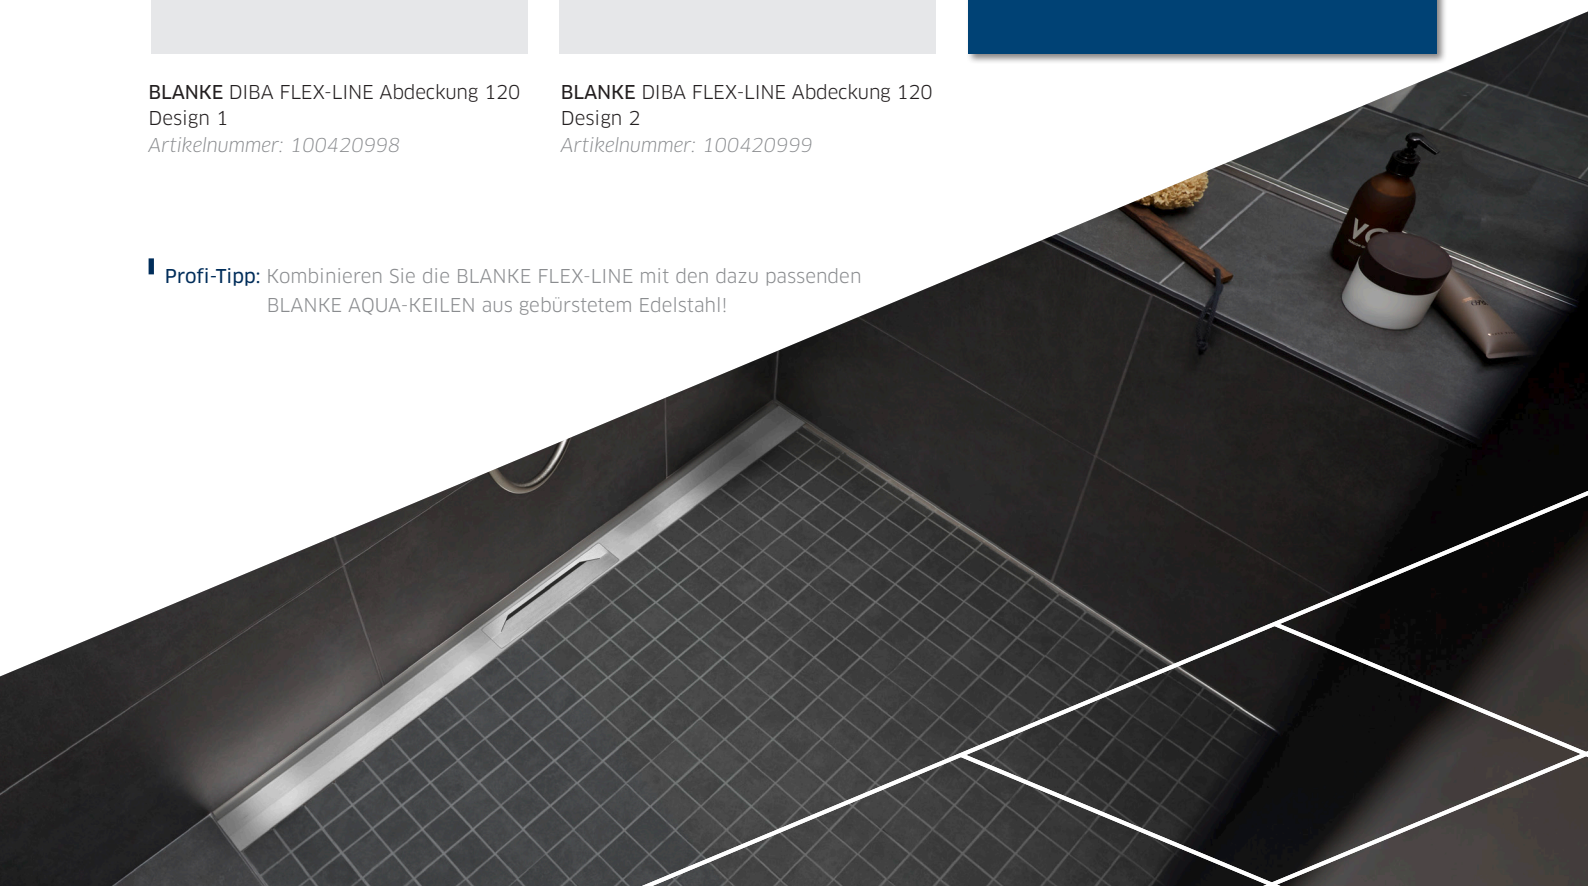 BLANKE DIBA FLEX-LINE Abdeckung 120
Design 1
Artikelnummer: 100420998
BLANKE DIBA FLEX-LINE Abdeckung 120
Design 2
Artikelnummer: 100420999
Profi-Tipp: Kombinieren Sie die BLANKE FLEX-LINE mit den dazu passenden
BLANKE AQUA-KEILEN aus gebürstetem Edelstahl!